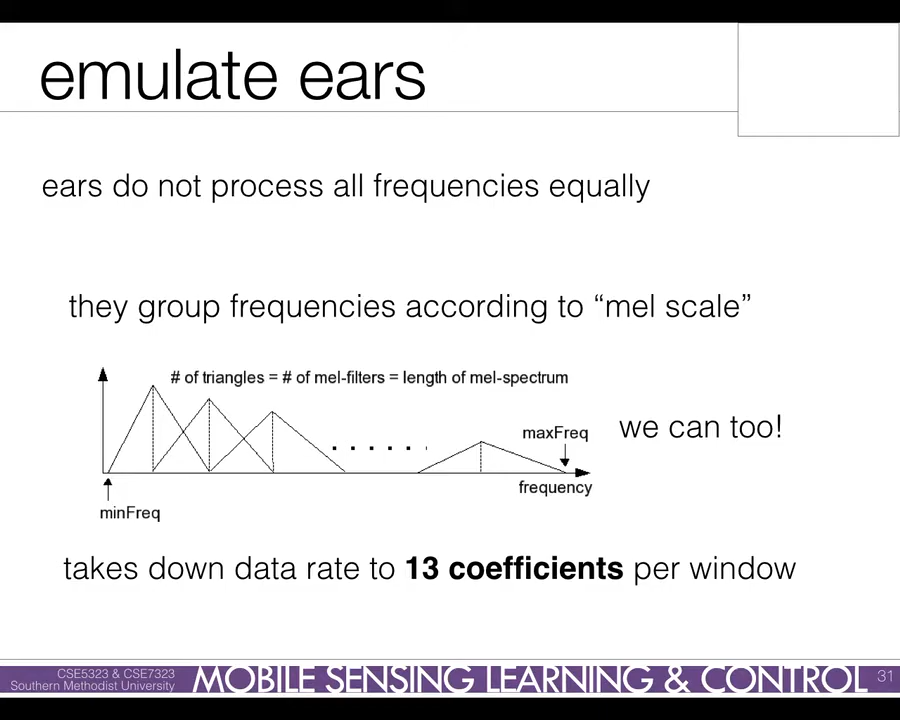 emulate ears
ears do not process all frequencies equally
they group frequencies according to “mel scale”
# of triangles = # of mel-filters = length of mel-spectrum
maxFreq
we can too!
frequency
minFreq
takes down data rate to 13 coefficients per window
CSE5323 & CSE7323
Southern Methodist University
MOBILE SENSING LEARNING & CONTROL
31